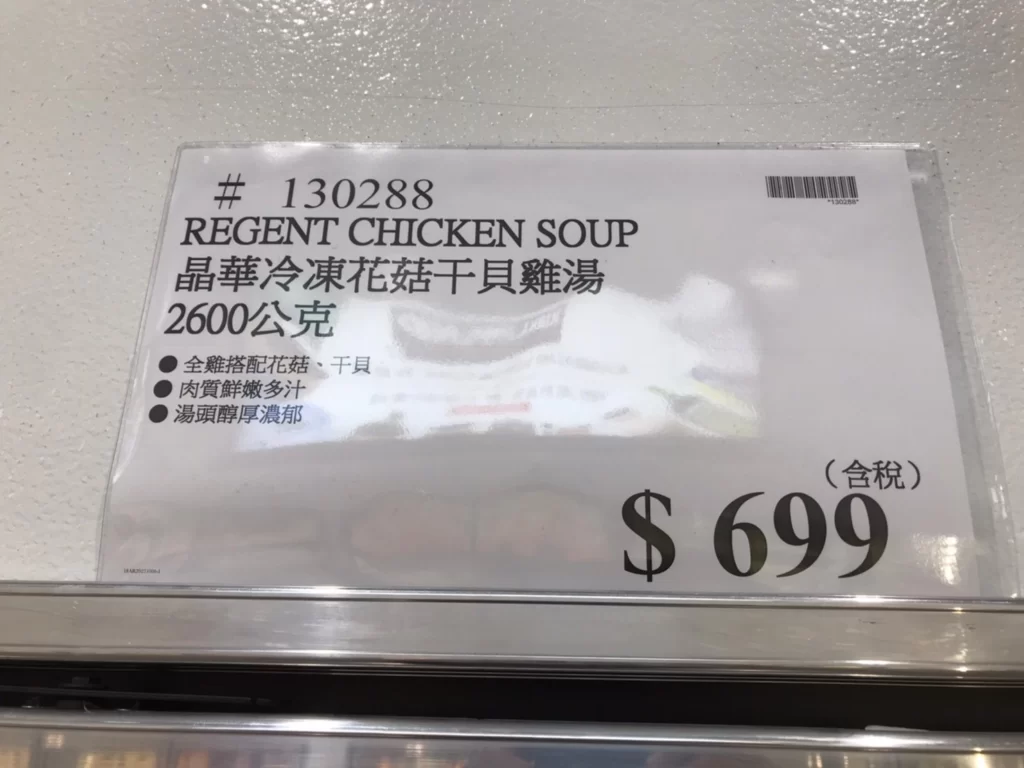 # 130288
*130288*
REGENT CHICKEN SOUP
晶華冷凍花菇干貝雞湯
2600公克
● 全雞搭配花菇、干貝
● 肉質鮮嫩多汁
● 湯頭醇厚濃郁
（含稅）
$ 699